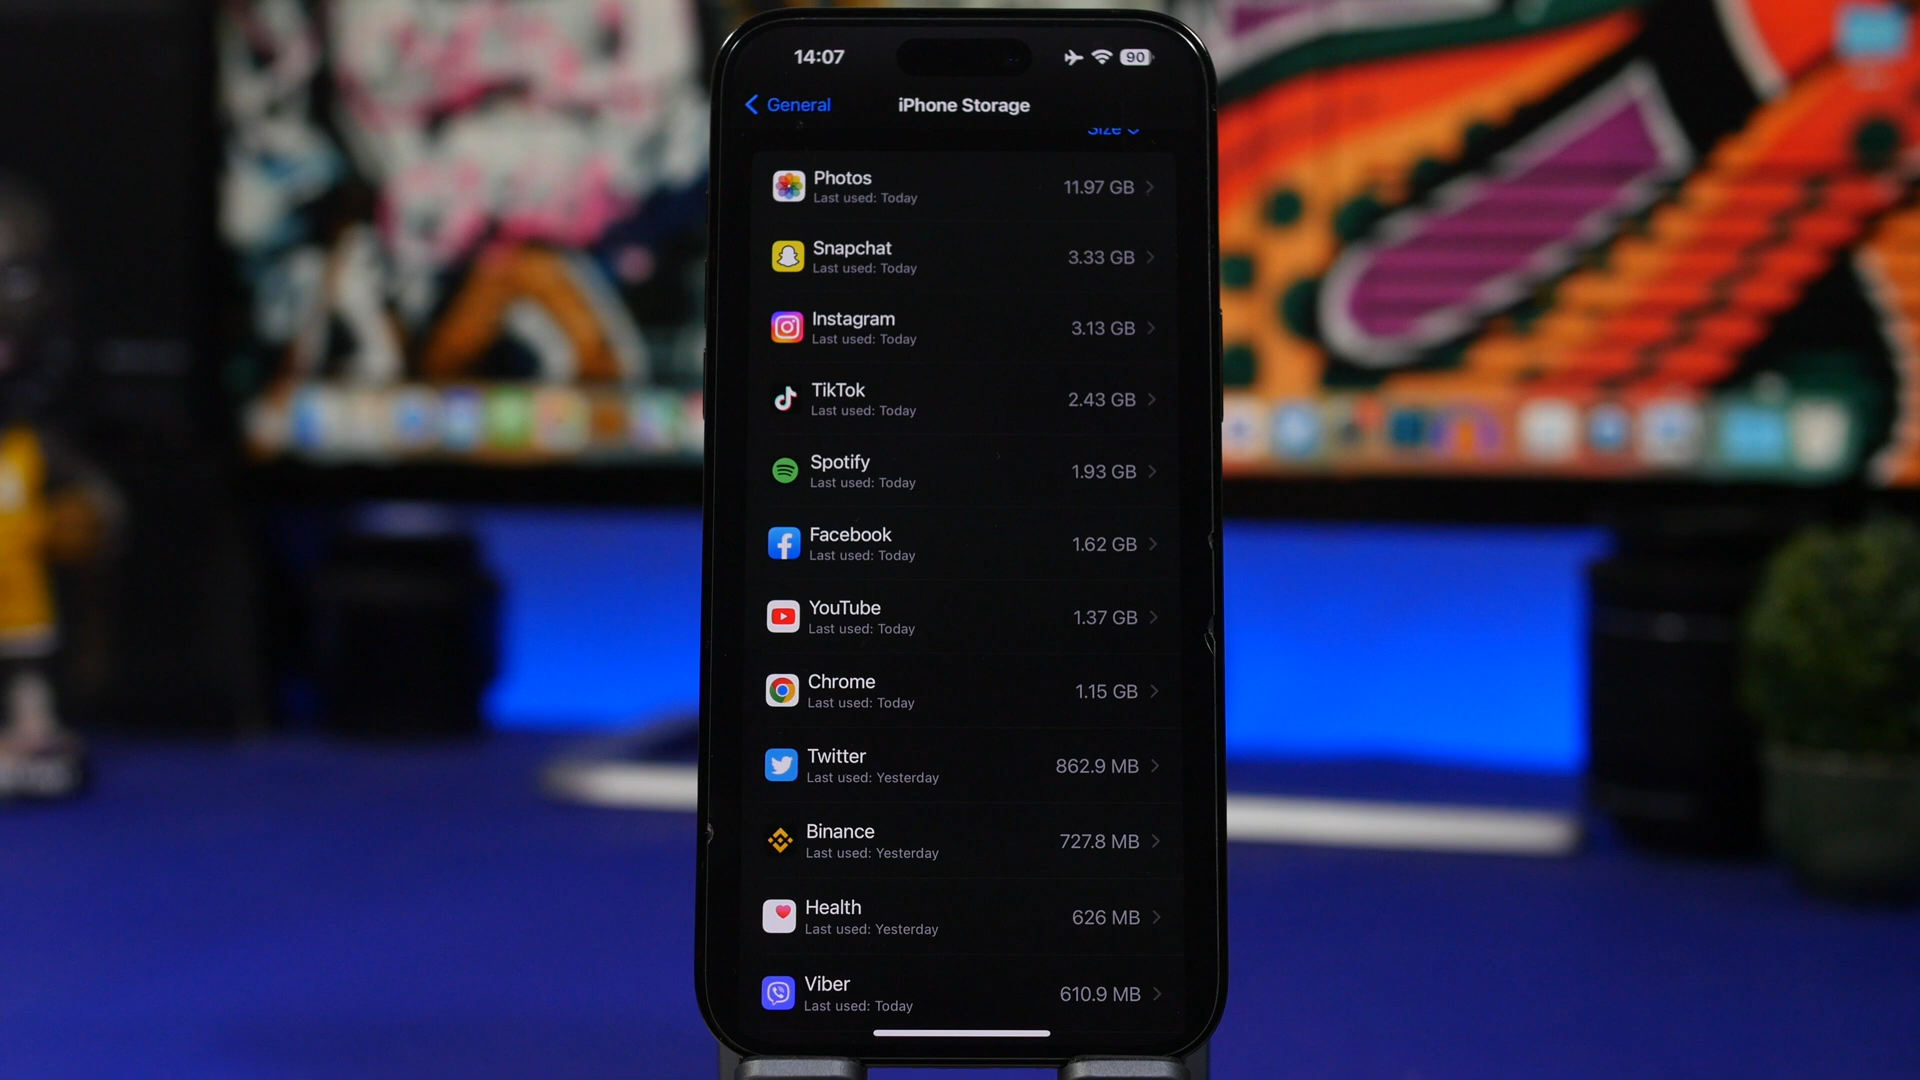 14:07
90
General
iPhone Storage
Size
Photos
Last used: Today
11.97 GB
Snapchat
Last used: Today
3.33 GB
Instagram
Last used: Today
3.13 GB
TikTok
Last used: Today
2.43 GB
Spotify
Last used: Today
1.93 GB
Facebook
Last used: Today
1.62 GB
YouTube
Last used: Today
1.37 GB
Chrome
Last used: Today
1.15 GB
Twitter
Last used: Yesterday
862.9 MB
Binance
Last used: Yesterday
727.8 MB
Health
Last used: Yesterday
626 MB
Viber
Last used: Today
610.9 MB